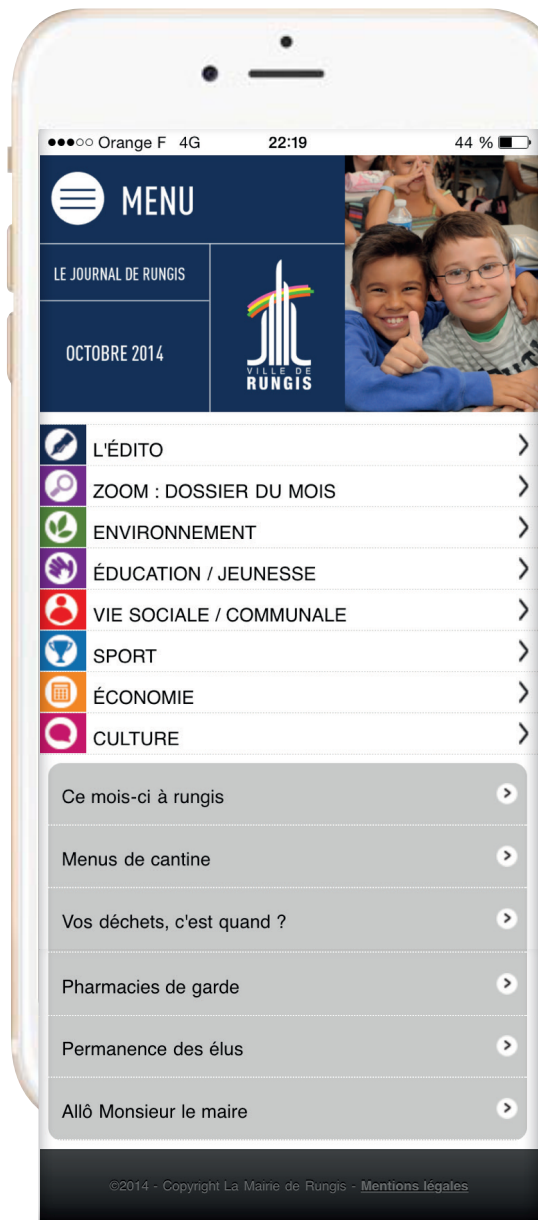 Orange F 4G 22:19 44 %
MENU
LE JOURNAL DE RUNGIS
OCTOBRE 2014
VILLE DE
RUNGIS
L'ÉDITO
ZOOM : DOSSIER DU MOIS
ENVIRONNEMENT
ÉDUCATION / JEUNESSE
VIE SOCIALE / COMMUNALE
SPORT
ÉCONOMIE
CULTURE
Ce mois-ci à rungis
Menus de cantine
Vos déchets, c'est quand ?
Pharmacies de garde
Permanence des élus
Allô Monsieur le maire
©2014 - Copyright La Mairie de Rungis - Mentions légales